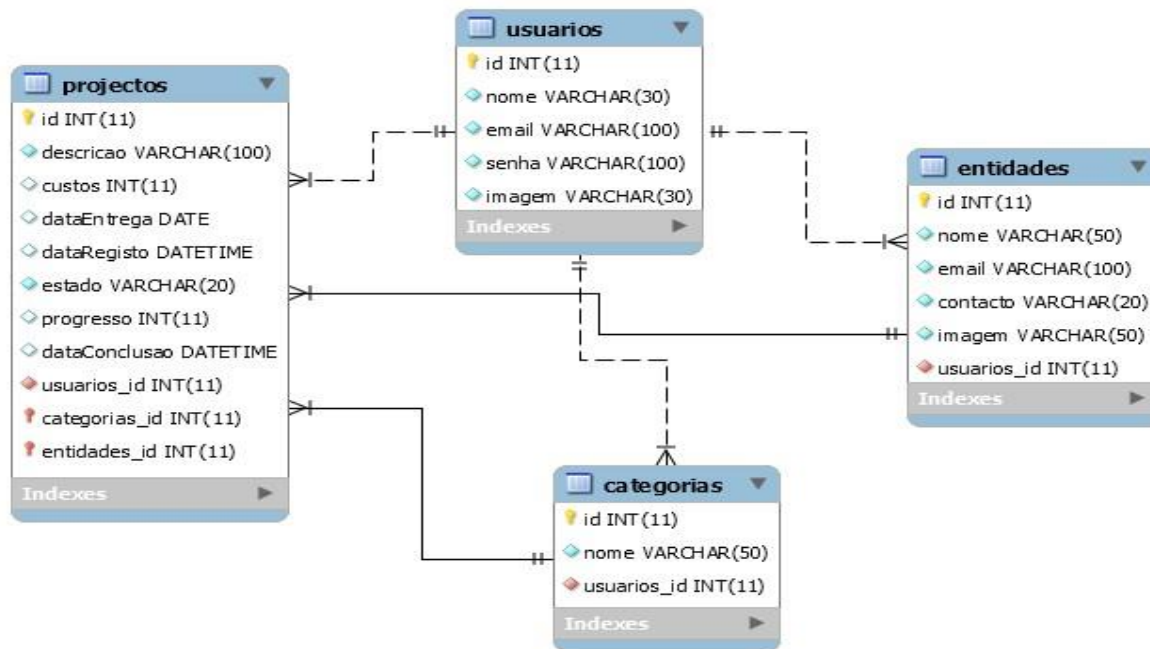 usuarios
id INT(11)
nome VARCHAR(30)
email VARCHAR(100)
senha VARCHAR(100)
imagem VARCHAR(30)
Indexes
projectos
id INT(11)
descricao VARCHAR(100)
custos INT(11)
dataEntrega DATE
dataRegisto DATETIME
estado VARCHAR(20)
progresso INT(11)
dataConclusao DATETIME
usuarios_id INT(11)
categorias_id INT(11)
entidades_id INT(11)
Indexes
entidades
id INT(11)
nome VARCHAR(50)
email VARCHAR(100)
contacto VARCHAR(20)
imagem VARCHAR(50)
usuarios_id INT(11)
Indexes
categorias
id INT(11)
nome VARCHAR(50)
usuarios_id INT(11)
Indexes